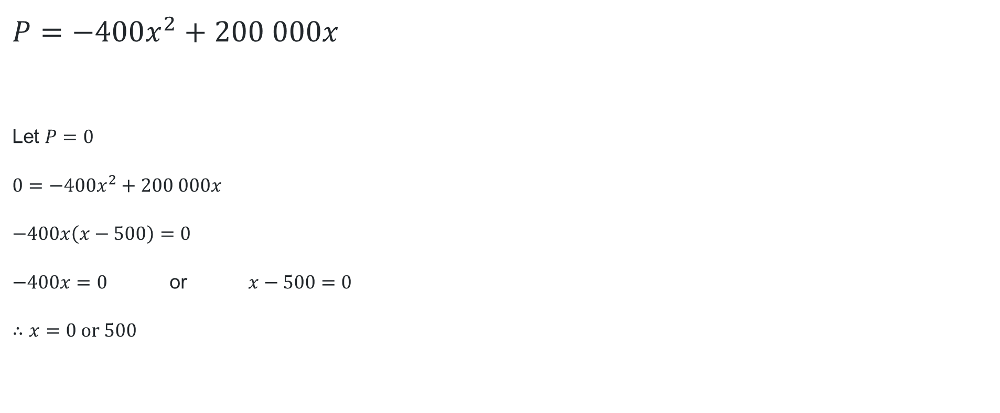 P = −400x² + 200 000x
Let P = 0
0 = −400x² + 200 000x
−400x(x − 500) = 0
−400x = 0 or x − 500 = 0
∴ x = 0 or 500